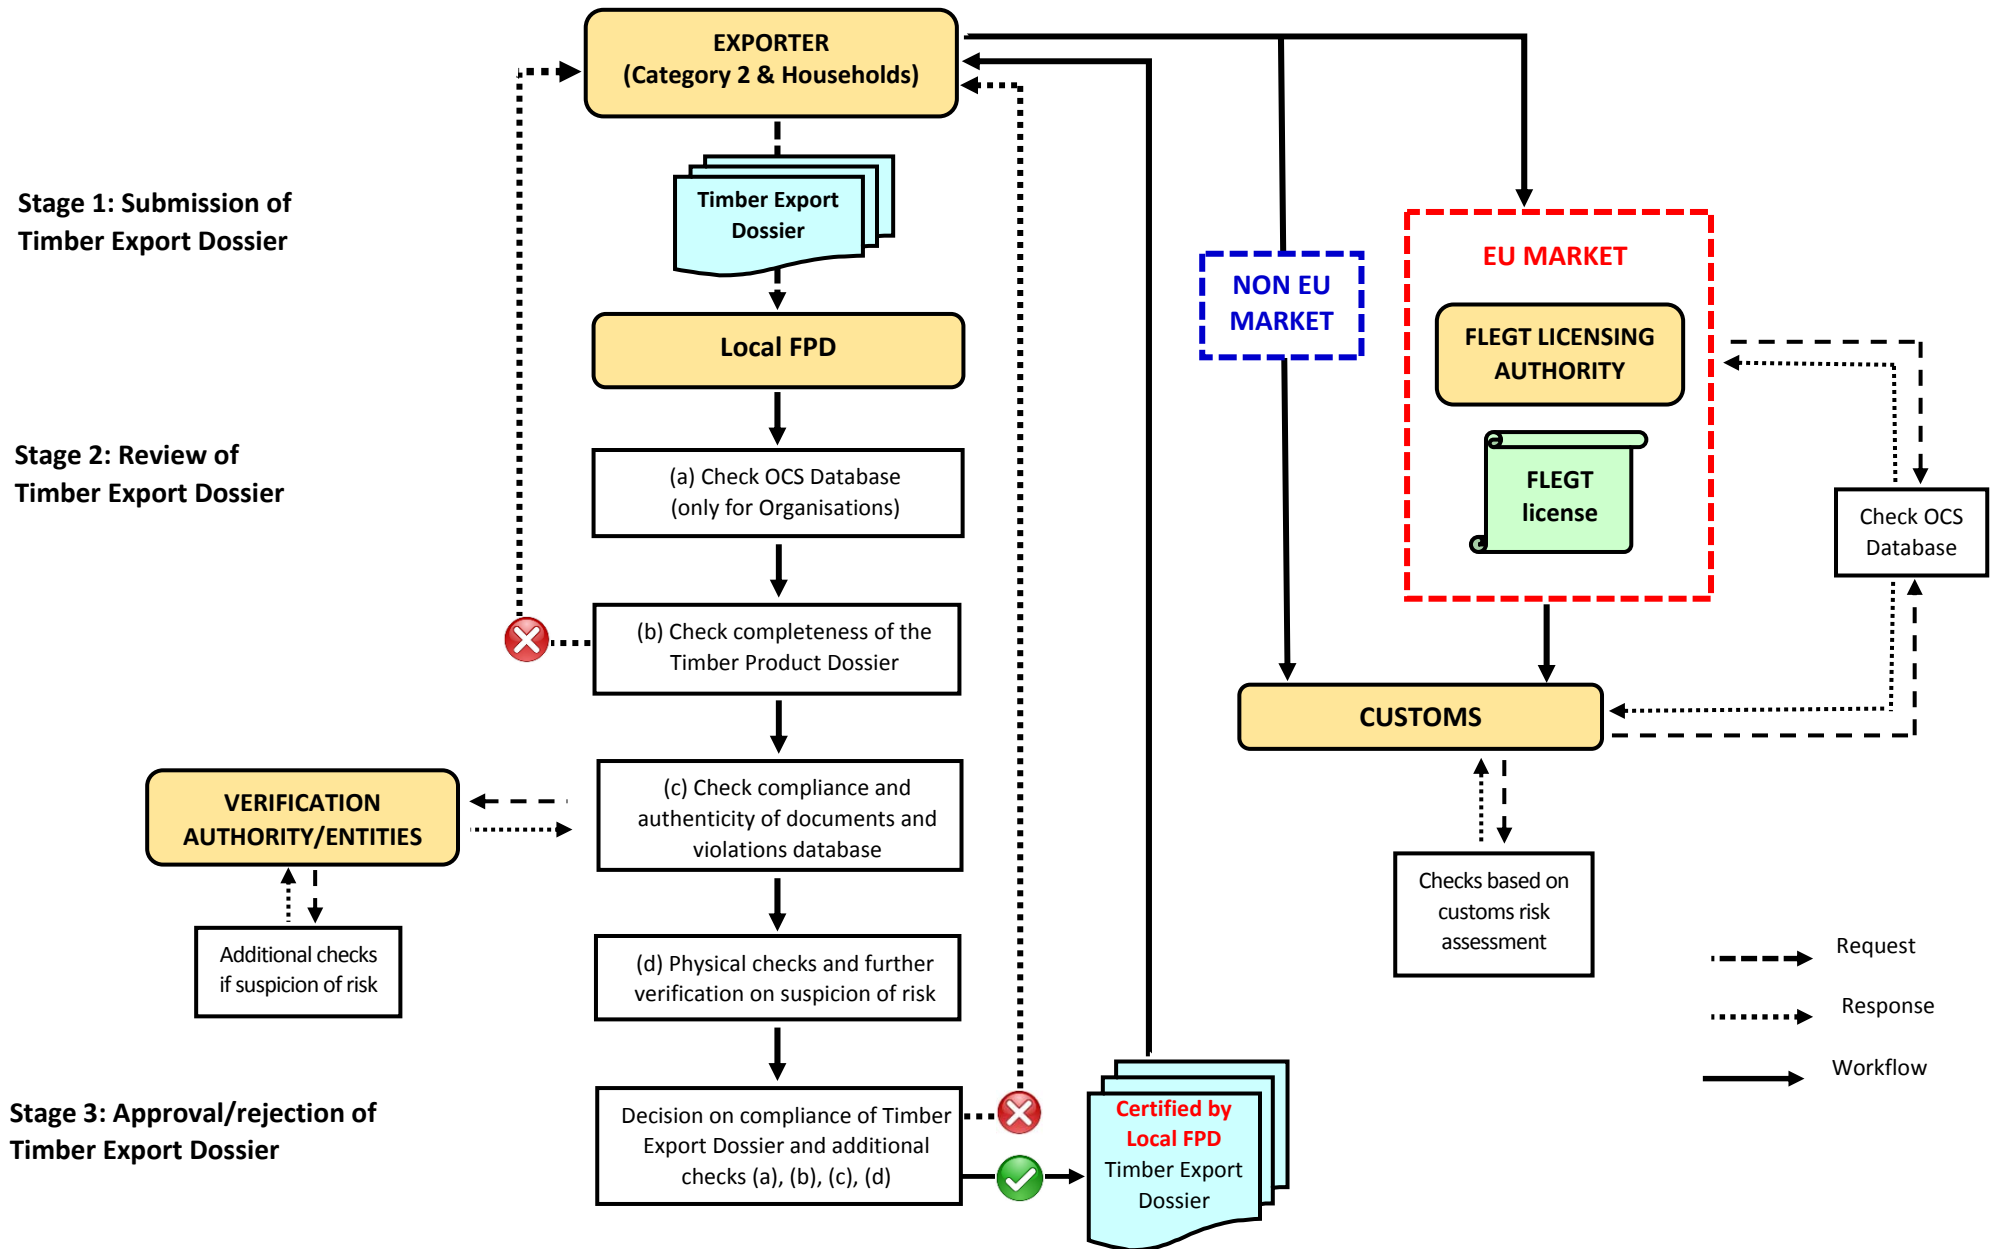 EXPORTER
(Category 2 & Households)
Stage 1: Submission of
Timber Export Dossier
Timber Export
Dossier
Local FPD
NON EU
MARKET
EU MARKET
FLEGT LICENSING
AUTHORITY
FLEGT
license
Check OCS
Database
Stage 2: Review of
Timber Export Dossier
(a) Check OCS Database
(only for Organisations)
(b) Check completeness of the
Timber Product Dossier
CUSTOMS
(c) Check compliance and
authenticity of documents and
violations database
VERIFICATION
AUTHORITY/ENTITIES
Additional checks
if suspicion of risk
Checks based on
customs risk
assessment
(d) Physical checks and further
verification on suspicion of risk
Request
Response
Workflow
Stage 3: Approval/rejection of
Timber Export Dossier
Decision on compliance of Timber
Export Dossier and additional
checks (a), (b), (c), (d)
Certified by
Local FPD
Timber Export
Dossier